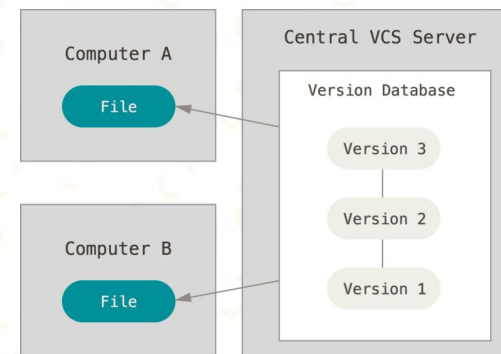 Computer A
File
Computer B
File
Central VCS Server
Version Database
Version 3
Version 2
Version 1